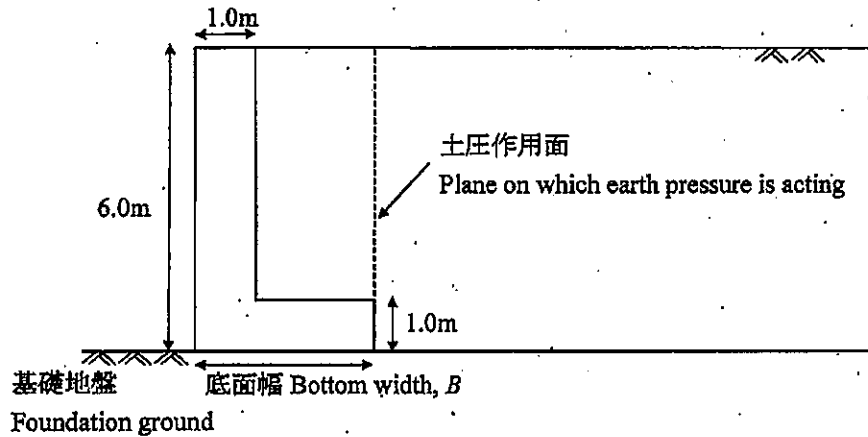 1.0m
土圧作用面
Plane on which earth pressure is acting
6.0m
1.0m
基礎地盤 底面幅 Bottom width, B
Foundation ground